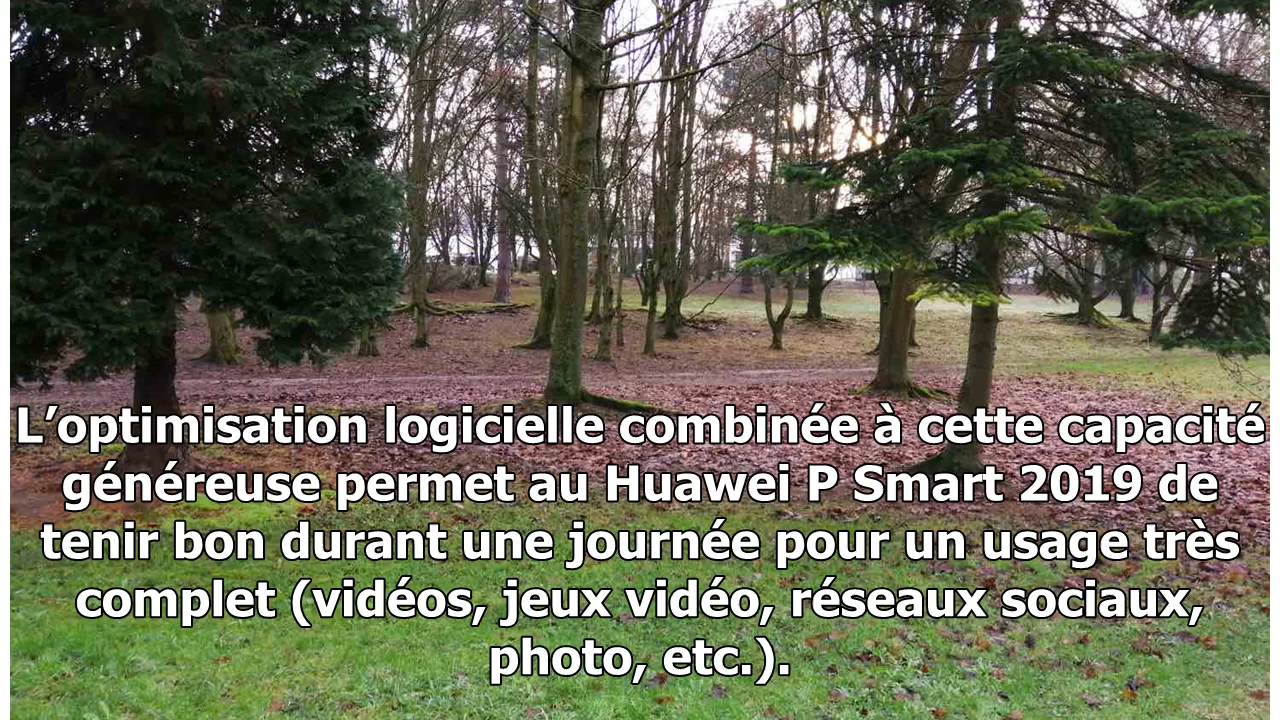 L’optimisation logicielle combinée à cette capacité
généreuse permet au Huawei P Smart 2019 de
tenir bon durant une journée pour un usage très
complet (vidéos, jeux vidéo, réseaux sociaux,
photo, etc.).